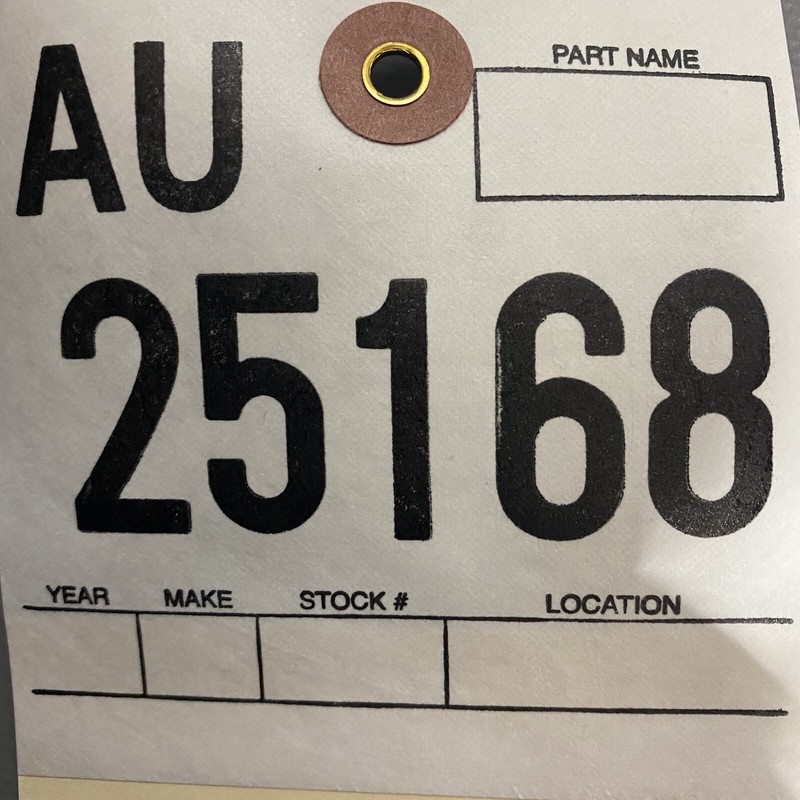 AU
PART NAME
25168
YEAR MAKE STOCK # LOCATION